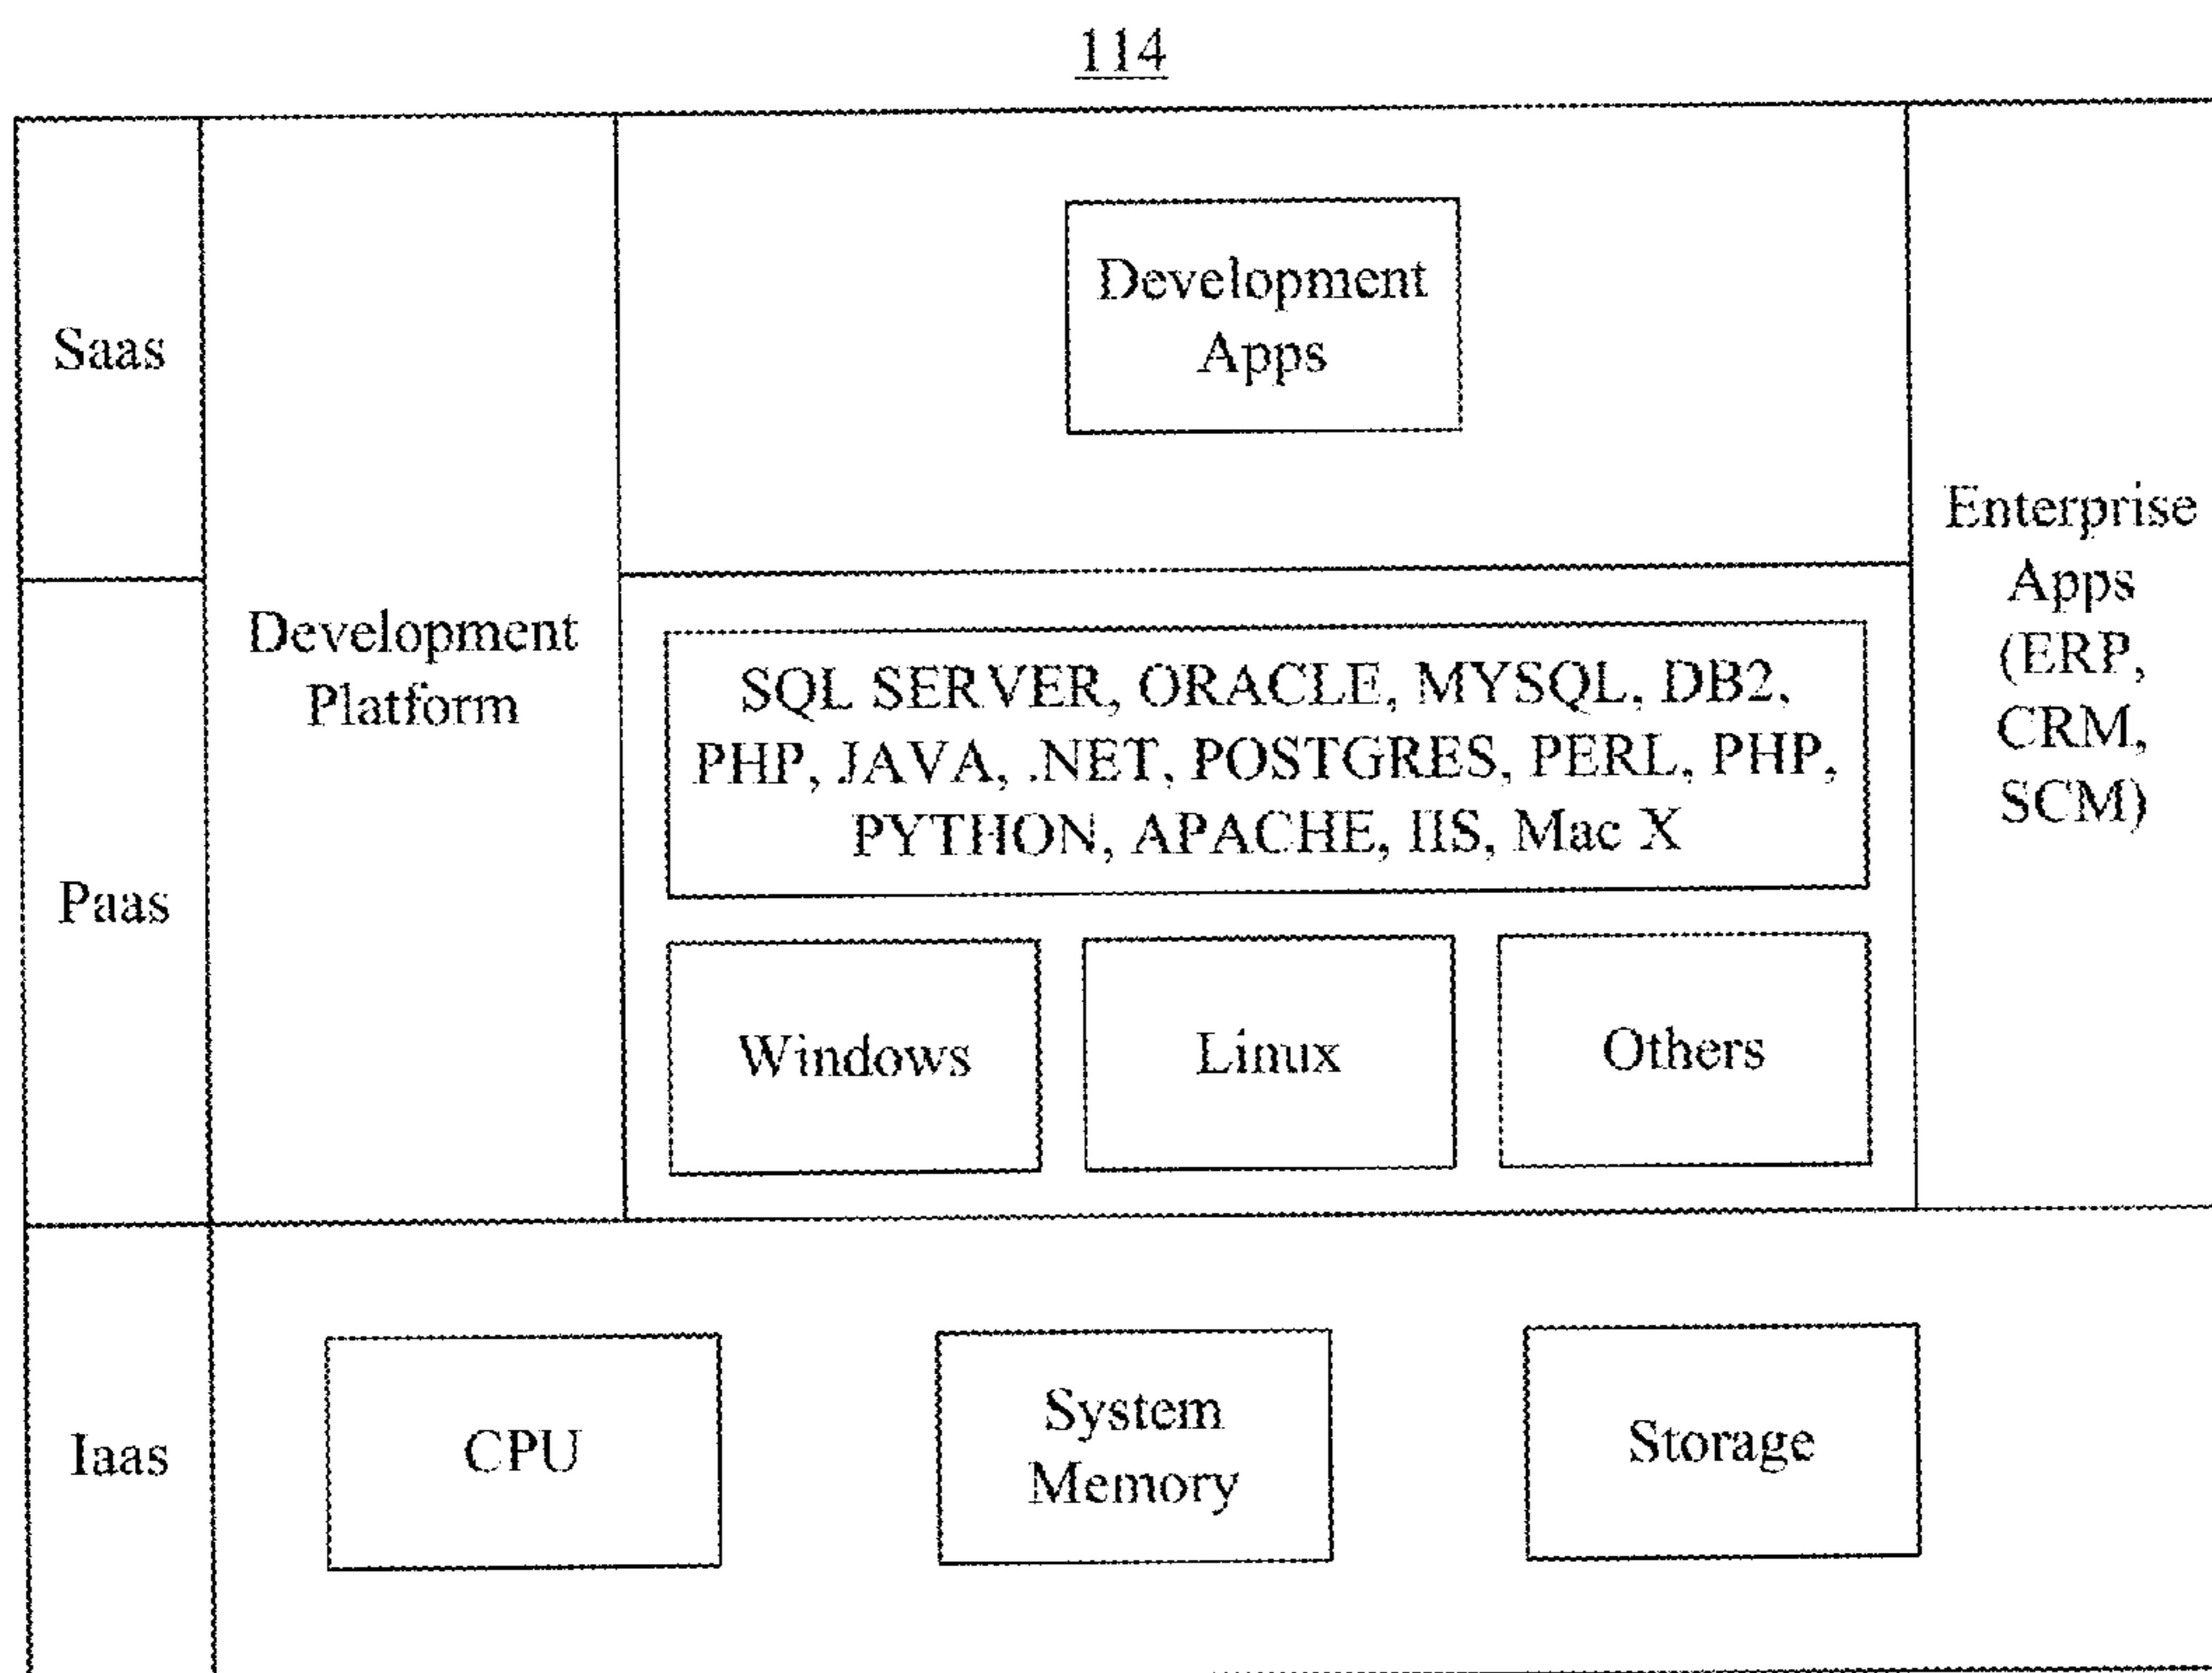 114
Saas
Development
Platform
Development
Apps
Enterprise
Apps
(ERP,
CRM,
SCM)
Paas
SQL SERVER, ORACLE, MYSQL, DB2,
PHP, JAVA, .NET, POSTGRES, PERL, PHP,
PYTHON, APACHE, IIS, Mac X
Windows
Linux
Others
Iaas
CPU
System
Memory
Storage